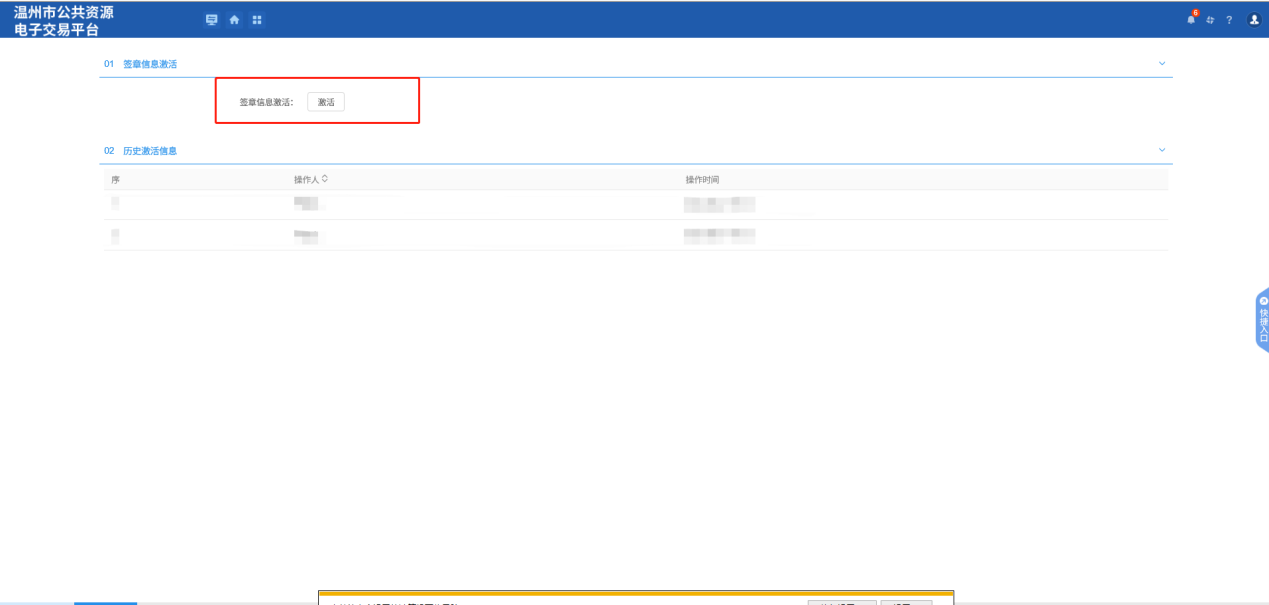 温州市公共资源
电子交易平台
6
?
01 签章信息激活
签章信息激活： 激活
02 历史激活信息
序 操作人 操作时间
快捷入口